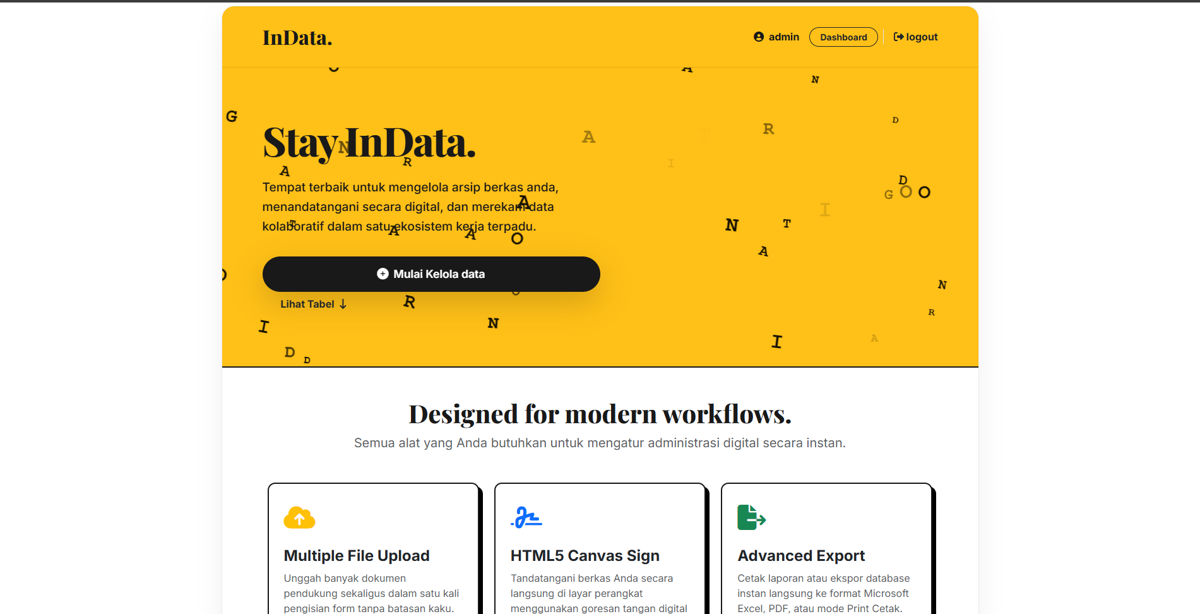 InData.
admin
Dashboard
logout
O
A
N
G
D
A
R
Stay InData.
N
R
I
A
D
Tempat terbaik untuk mengelola arsip berkas anda,
G
O
O
A
menandatangani secara digital, dan merekam data
I
T
kolaboratif dalam satu ekosistem kerja terpadu.
N
T
A
A
O
A
Mulai Kelola data
N
Lihat Tabel ↓
R
R
I
N
I
A
D
D
Designed for modern workflows.
Semua alat yang Anda butuhkan untuk mengatur administrasi digital secara instan.
Multiple File Upload
Unggah banyak dokumen
pendukung sekaligus dalam satu kali
pengisian form tanpa batasan kaku.
HTML5 Canvas Sign
Tandatangani berkas Anda secara
langsung di layar perangkat
menggunakan goresan tangan digital
Advanced Export
Cetak laporan atau ekspor database
instan langsung ke format Microsoft
Excel, PDF, atau mode Print Cetak.